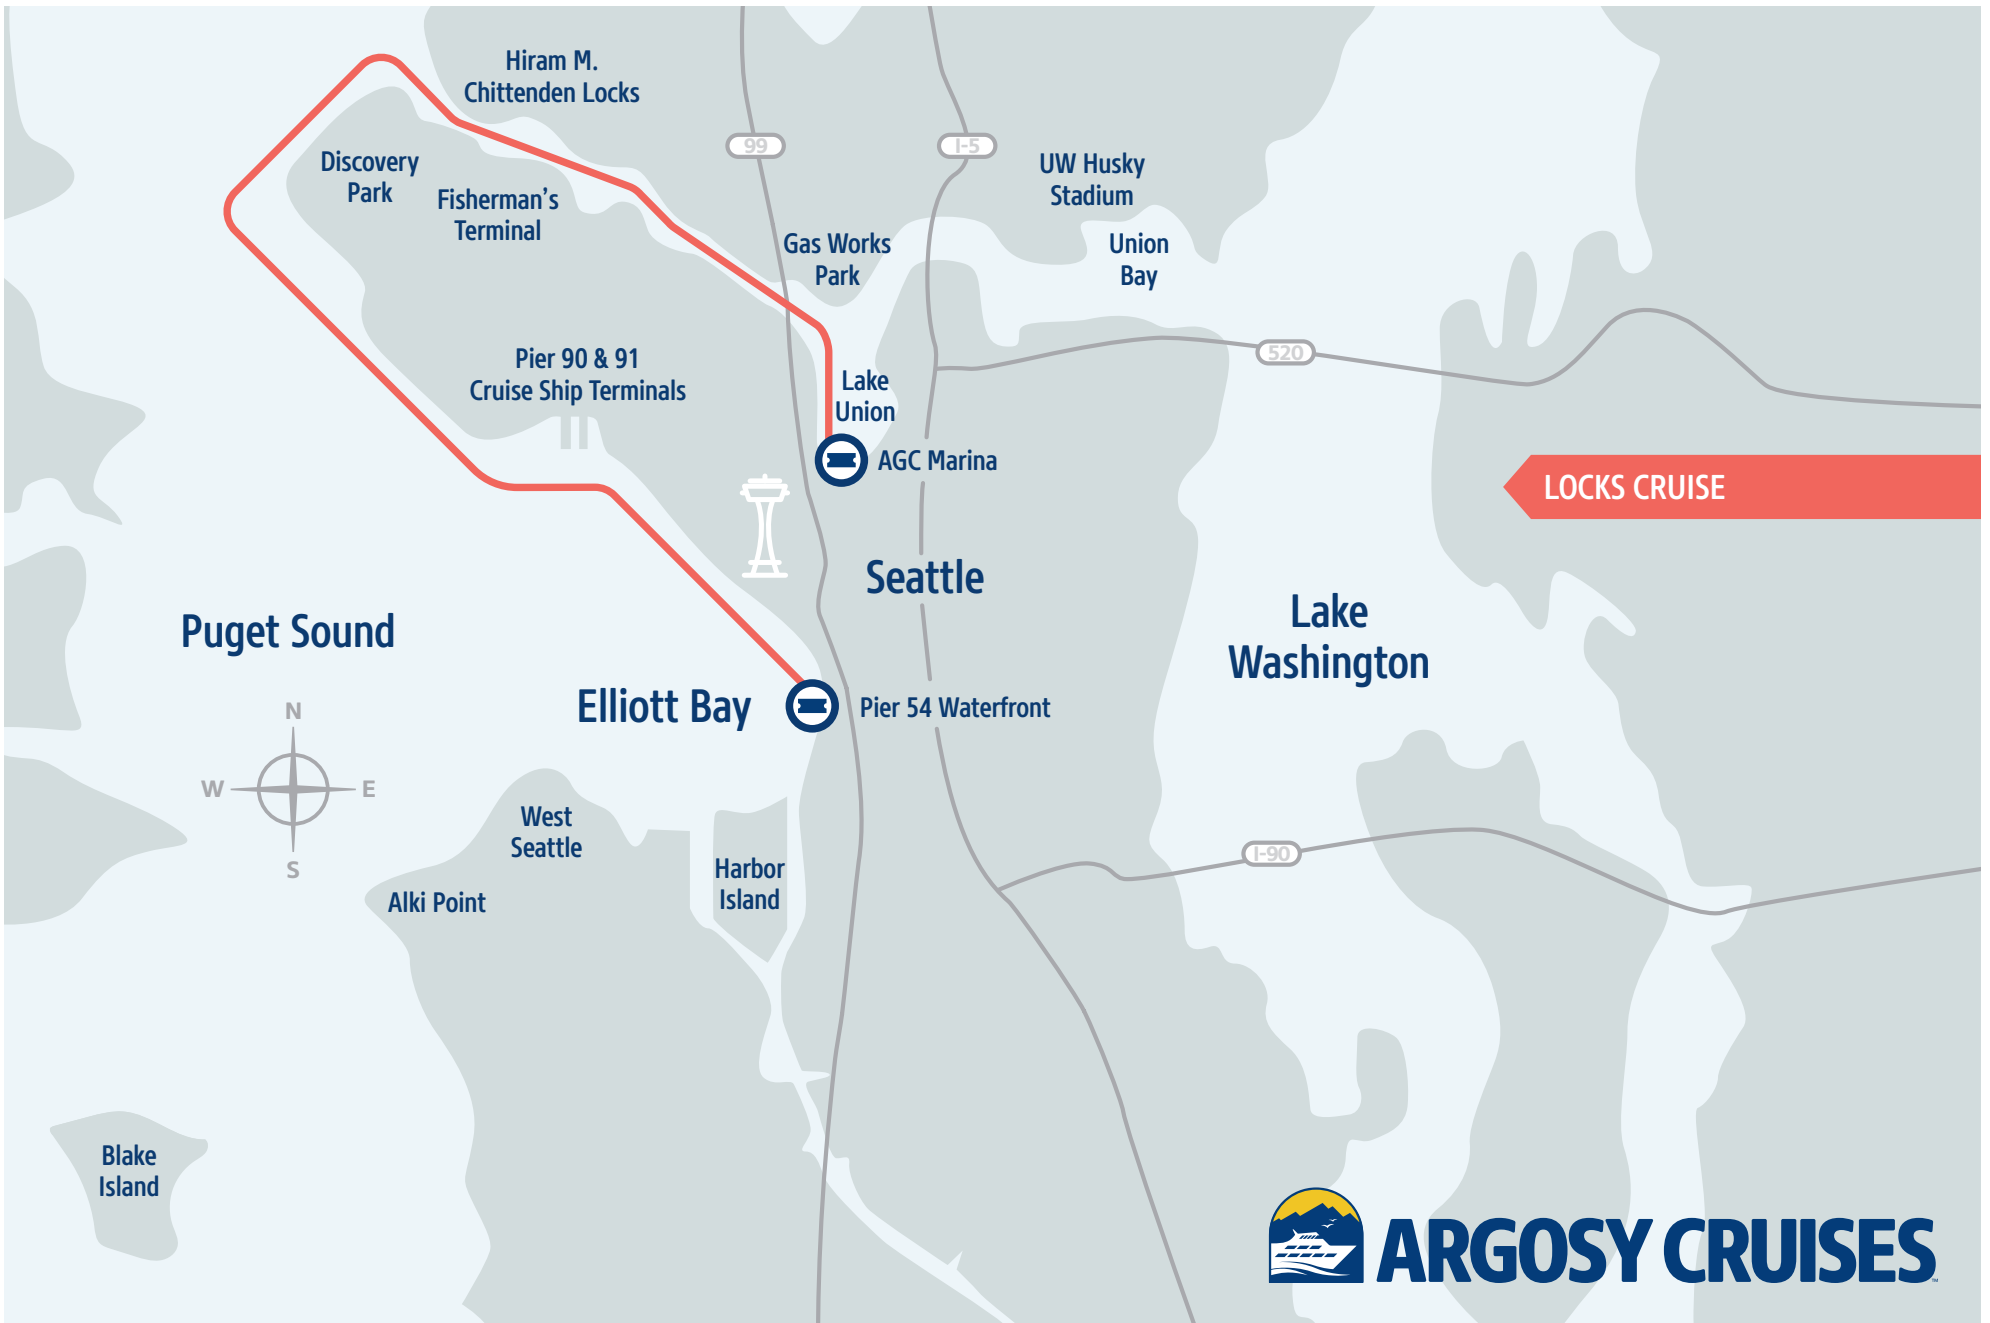 Hiram M.
Chittenden Locks
99
I-5
Discovery
Park
Fisherman's
Terminal
UW Husky
Stadium
Gas Works
Park
Union
Bay
Pier 90 & 91
Cruise Ship Terminals
520
Lake
Union
AGC Marina
LOCKS CRUISE
Seattle
Puget Sound
Lake
Washington
Elliott Bay
Pier 54 Waterfront
N
W
E
S
West
Seattle
Harbor
Island
I-90
Alki Point
Blake
Island
ARGOSY CRUISES™